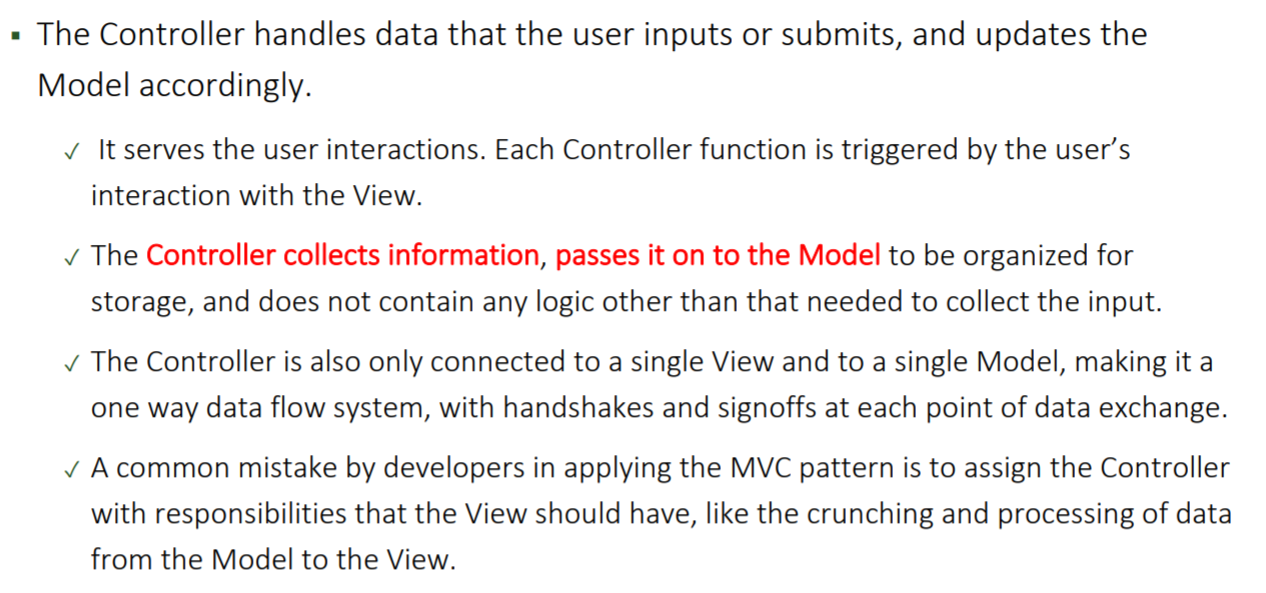 ▪ The Controller handles data that the user inputs or submits, and updates the
Model accordingly.
✓ It serves the user interactions. Each Controller function is triggered by the user’s
interaction with the View.
✓ The Controller collects information, passes it on to the Model to be organized for
storage, and does not contain any logic other than that needed to collect the input.
✓ The Controller is also only connected to a single View and to a single Model, making it a
one way data flow system, with handshakes and signoffs at each point of data exchange.
✓ A common mistake by developers in applying the MVC pattern is to assign the Controller
with responsibilities that the View should have, like the crunching and processing of data
from the Model to the View.